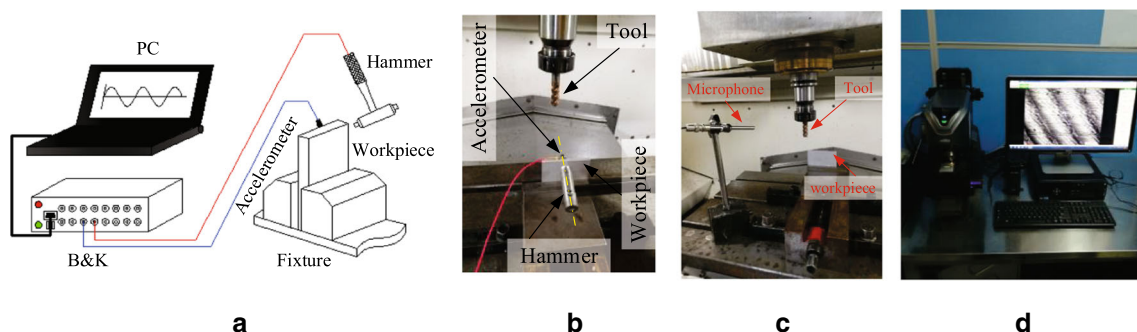 PC
Hammer
Accelerometer
Workpiece
B&K
Fixture
a
Tool
Accelerometer
Workpiece
Hammer
b
Microphone
Tool
workpiece
c
d